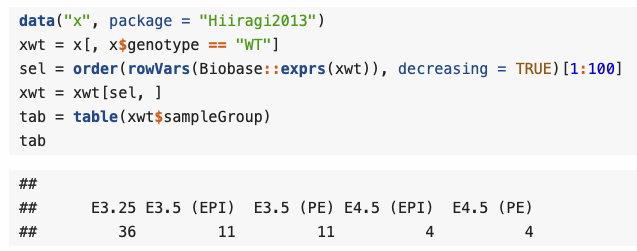 data("x", package = "Hiiragi2013")
xwt = x[, x$genotype == "WT"]
sel = order(rowVars(Biobase::exprs(xwt)), decreasing = TRUE)[1:100]
xwt = xwt[sel, ]
tab = table(xwt$sampleGroup)
tab
##
##      E3.25 E3.5 (EPI)  E3.5 (PE) E4.5 (EPI)  E4.5 (PE)
##         36         11         11          4          4